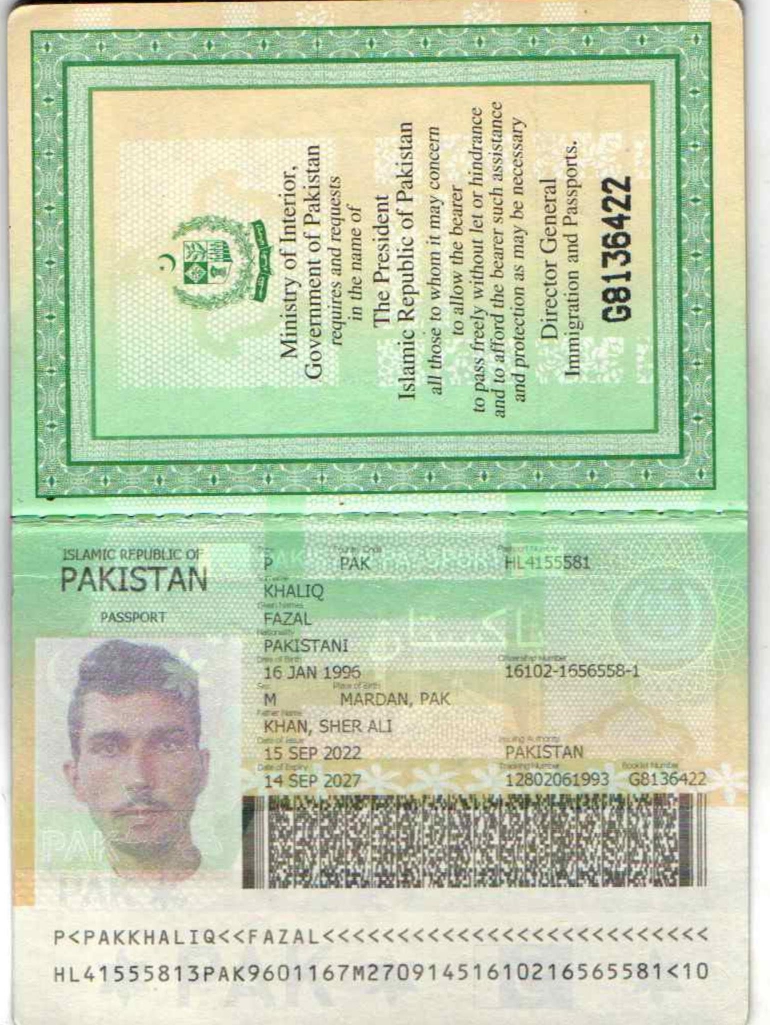 Ministry of Interior,
Government of Pakistan
requires and requests
in the name of
The President
Islamic Republic of Pakistan
all those to whom it may concern
to allow the bearer
to pass freely without let or hindrance
and to afford the bearer such assistance
and protection as may be necessary
Director General
Immigration and Passports.
G8136422
ISLAMIC REPUBLIC OF
PAKISTAN
PASSPORT
Type Country Code Passport Number
P PAK HL4155581
Surname
KHALIQ
Given Names
FAZAL
Nationality
PAKISTANI
Date of Birth Citizenship Number
16 JAN 1996 16102-1656558-1
Sex Place of Birth
M MARDAN, PAK
Father Name
KHAN, SHER ALI
Date of Issue Issuing Authority
15 SEP 2022 PAKISTAN
Date of Expiry Tracking Number Booklet Number
14 SEP 2027 12802061993 G8136422
پاکستان
PAK
P<PAKKHALIQ<<FAZAL<<<<<<<<<<<<<<<<<<<<<<<<<<
HL41555813PAK9601167M27091451610216565581<10